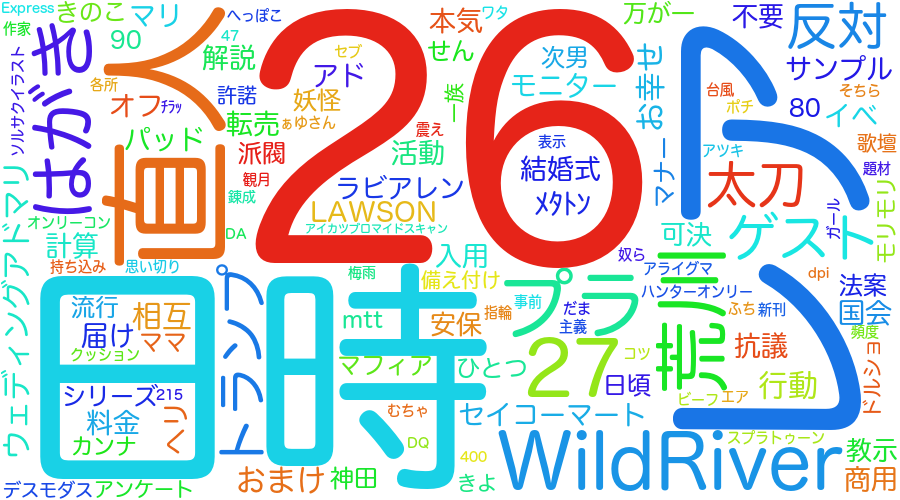 Express
きのこ
マリ
へっぽこ
作家
90
47
各所
ソルサクイラスト
はがき
オフ
ﾁﾗｯ
解説
許諾
パッド
転売
派閥
観月
錬成
DA
オンリーコン
計算
持ち込み
思い切り
ウェディングアドマリ
26
アド
セブ
妖怪
ぁゆさん
本気
ワタ
せん
一族
震え
活動
ラビアレン
LAWSON
アイカツブロマイドスキャン
次男
モニター
お幸せ
表示
結婚式
ﾒﾀﾄﾝ
万が一
不要
反対
サンプル
そちら
台風
ポチ
80
イベ
歌壇
アツキ
マナー
太刀
題材
ガール
モリモリ
ゲスト
可決
入用
奴ら
アライグマ
ハンターオンリー
dpi
法案
国会
ふち
新刊
頻度
日時
流行
届け
相互
ママ
クッション
シリーズ
215
料金
カンナ
ヘリ
デスモダス
アンケート
トランプ
梅雨
mtt
備え付け
安保
指輪
事前
マフィア
ひとつ
むちゃ
DQ
400
おまけ
神田
きよ
プラ
だま
主義
荒川
27
コツ
日頃
セイコーマート
WildRiver
抗議
行動
ビーフ
エア
スプラトゥーン
ドルショ
教示
商用